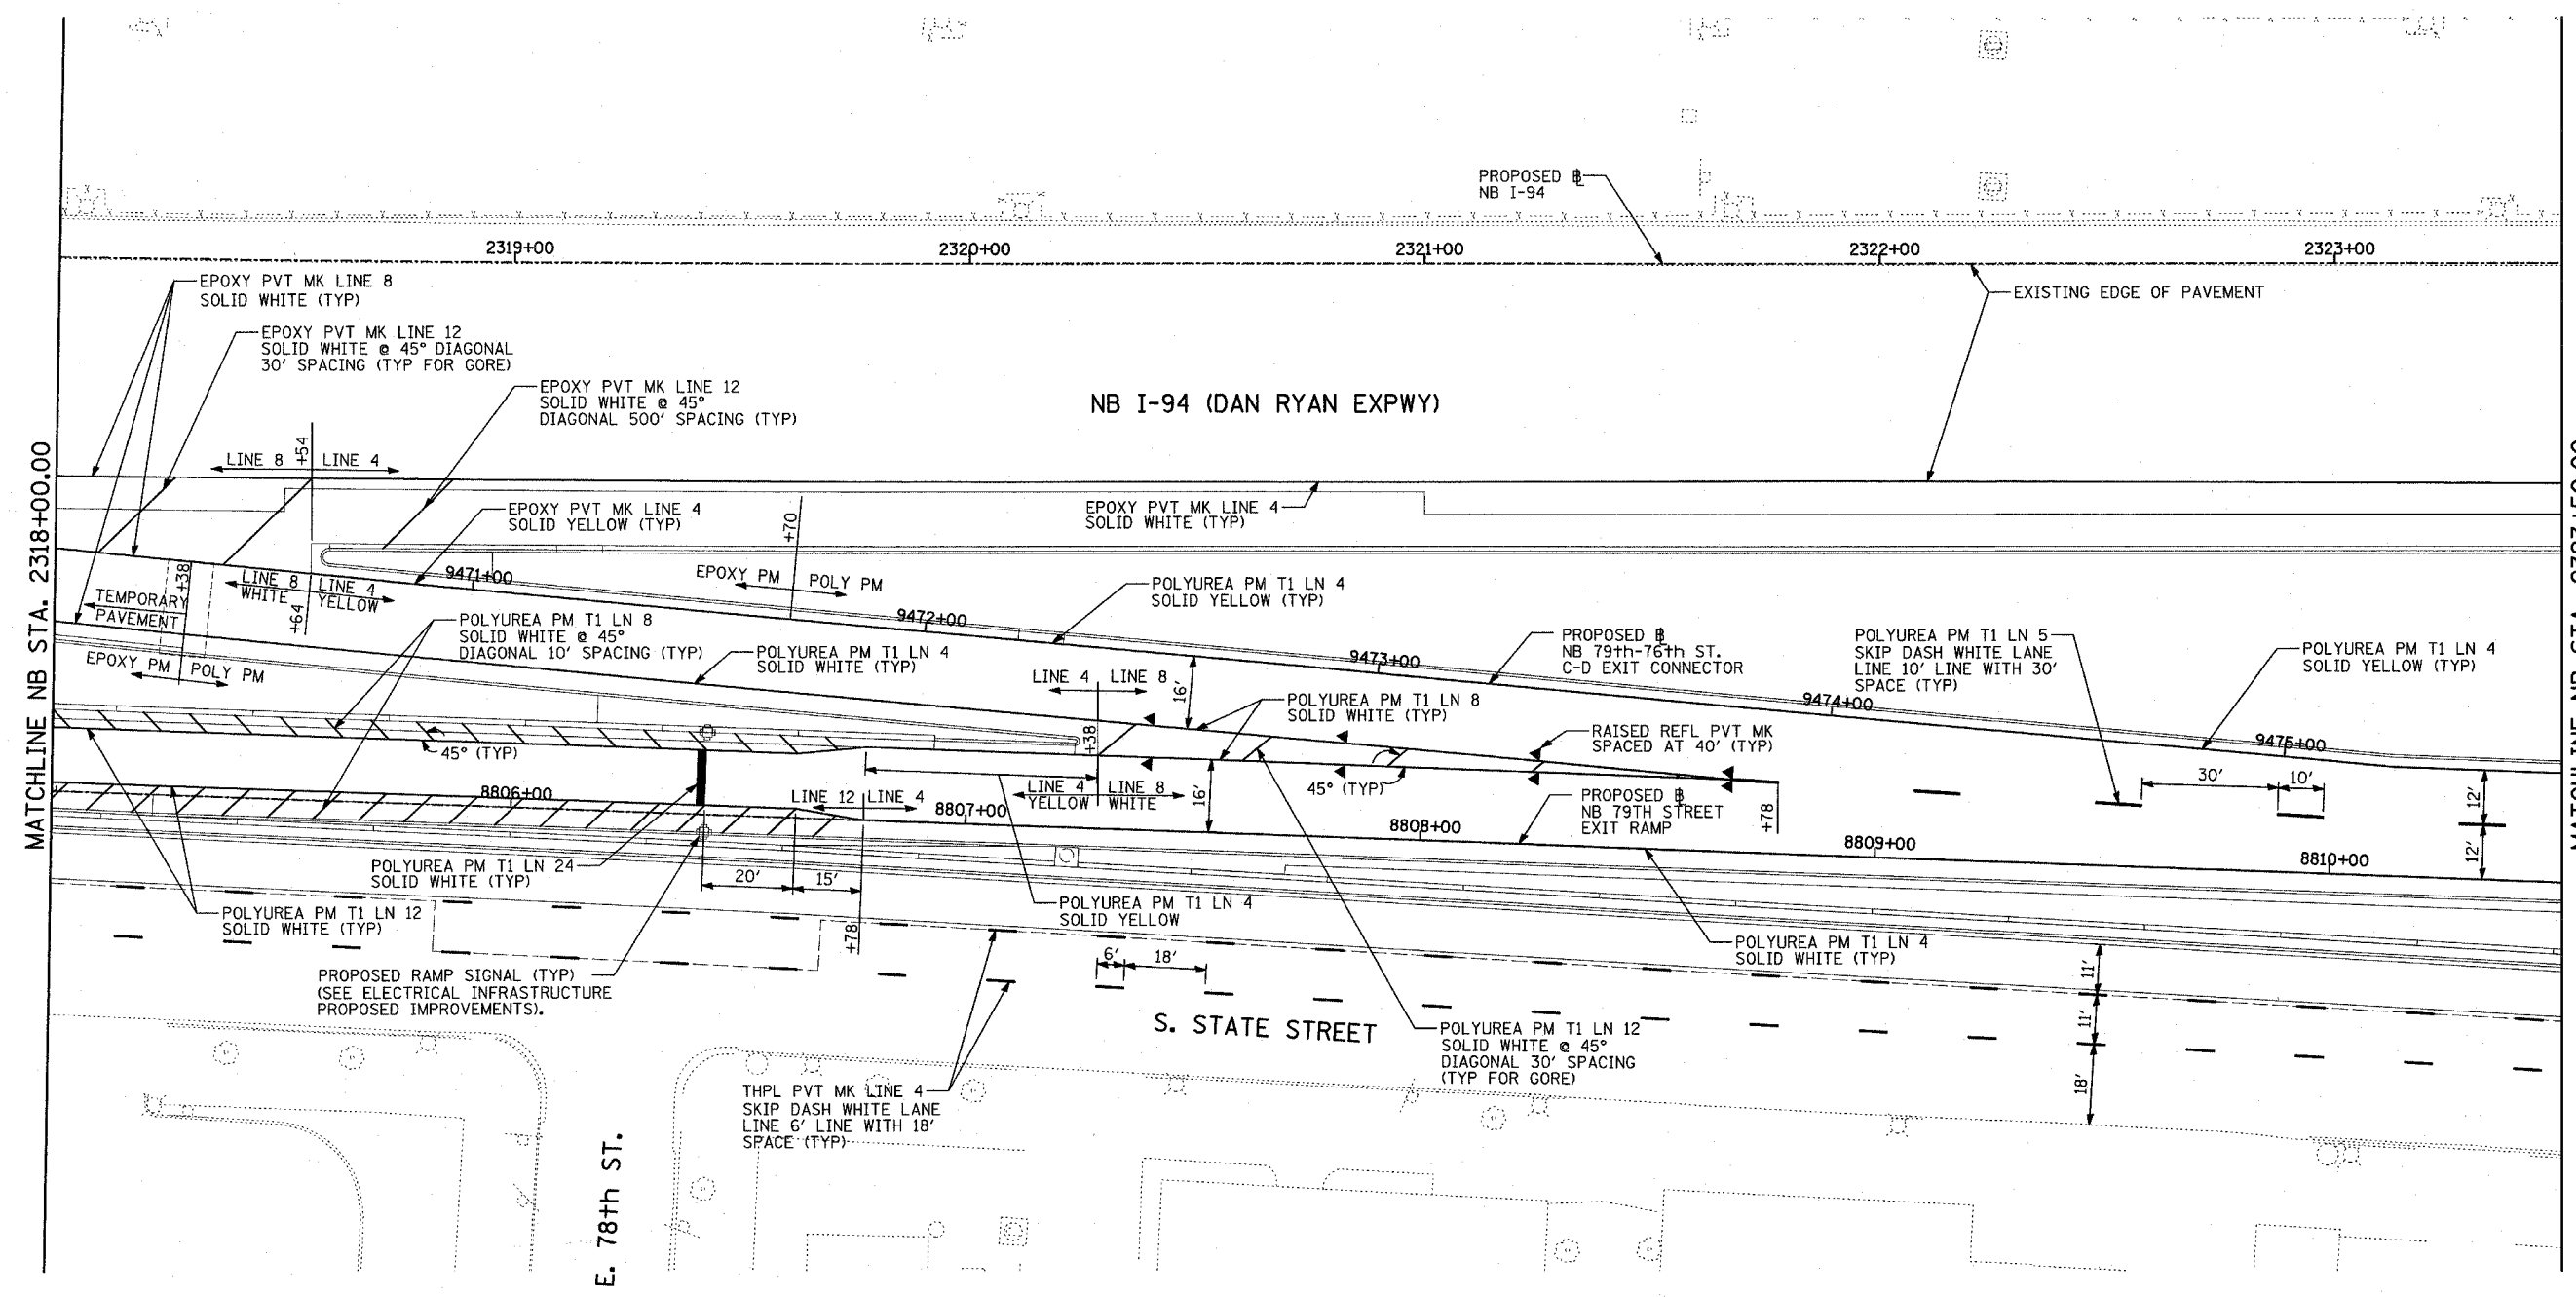 PROPOSED B
NB I-94
2319+00
2320+00
2321+00
2322+00
2323+00
EPOXY PVT MK LINE 8
SOLID WHITE (TYP)
EXISTING EDGE OF PAVEMENT
EPOXY PVT MK LINE 12
SOLID WHITE @ 45° DIAGONAL
30' SPACING (TYP FOR GORE)
EPOXY PVT MK LINE 12
SOLID WHITE @ 45°
DIAGONAL 500' SPACING (TYP)
NB I-94 (DAN RYAN EXPWY)
MATCHLINE NB STA. 2318+00.00
LINE 8
+54
LINE 4
EPOXY PVT MK LINE 4
SOLID YELLOW (TYP)
+70
EPOXY PVT MK LINE 4
SOLID WHITE (TYP)
+38
LINE 8
WHITE
LINE 4
YELLOW
+64
9471+00
EPOXY PM
POLY PM
POLYUREA PM T1 LN 4
SOLID YELLOW (TYP)
TEMPORARY
PAVEMENT
POLYUREA PM T1 LN 8
SOLID WHITE @ 45°
DIAGONAL 10' SPACING (TYP)
9472+00
PROPOSED B
NB 79th-76th ST.
C-D EXIT CONNECTOR
POLYUREA PM T1 LN 5
SKIP DASH WHITE LANE
LINE 10' LINE WITH 30'
SPACE (TYP)
POLYUREA PM T1 LN 4
SOLID YELLOW (TYP)
EPOXY PM
POLY PM
POLYUREA PM T1 LN 4
SOLID WHITE (TYP)
9473+00
LINE 4
LINE 8
16'
POLYUREA PM T1 LN 8
SOLID WHITE (TYP)
9474+00
+38
RAISED REFL PVT MK
SPACED AT 40' (TYP)
9475+00
45° (TYP)
30'
10'
LINE 4
YELLOW
LINE 8
WHITE
16'
45° (TYP)
8806+00
LINE 12
LINE 4
8807+00
PROPOSED B
NB 79TH STREET
EXIT RAMP
+78
12'
8808+00
8809+00
12'
8810+00
POLYUREA PM T1 LN 24
SOLID WHITE (TYP)
20'
15'
POLYUREA PM T1 LN 12
SOLID WHITE (TYP)
POLYUREA PM T1 LN 4
SOLID YELLOW
+78
POLYUREA PM T1 LN 4
SOLID WHITE (TYP)
6'
18'
11'
PROPOSED RAMP SIGNAL (TYP)
(SEE ELECTRICAL INFRASTRUCTURE
PROPOSED IMPROVEMENTS).
11'
S. STATE STREET
POLYUREA PM T1 LN 12
SOLID WHITE @ 45°
DIAGONAL 30' SPACING
(TYP FOR GORE)
18'
THPL PVT MK LINE 4
SKIP DASH WHITE LANE
LINE 6' LINE WITH 18'
SPACE (TYP)
E. 78th ST.